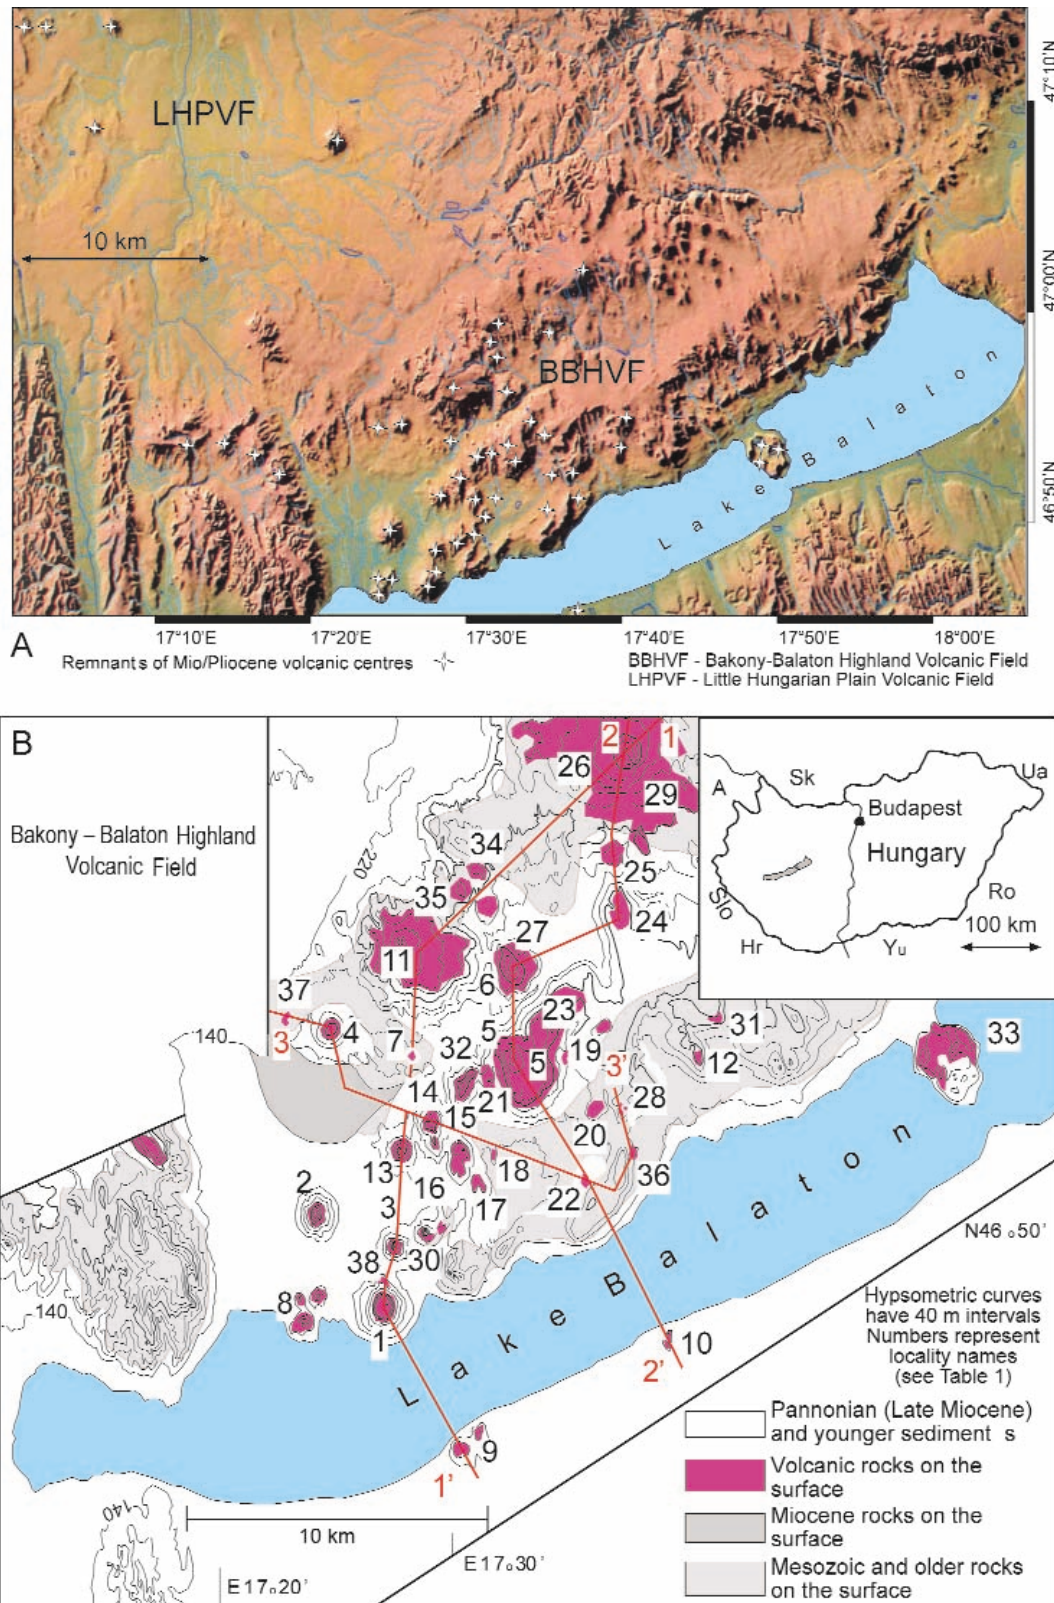 LHPVF
10 km
BBHVF
Lake Balaton
47°10'N
47°00'N
46°50'N
17°10'E
17°20'E
17°30'E
17°40'E
17°50'E
18°00'E
A
Remnants of Mio/Pliocene volcanic centres
BBHVF - Bakony-Balaton Highland Volcanic Field
LHPVF - Little Hungarian Plain Volcanic Field
B
Bakony – Balaton Highland
Volcanic Field
2
1
26
29
220
34
25
35
24
27
11
6
37
23
4
3
5
31
7
32
5
19
12
33
140
3'
14
28
15
21
20
13
18
36
2
16
22
3
17
30
38
8
140
1
10
2'
9
1'
140
Lake Balaton
A
Sk
Ua
Budapest
Hungary
Slo
Ro
100 km
Hr
Yu
N46 o50'
Hypsometric curves
have 40 m intervals
Numbers represent
locality names
(see Table 1)
Pannonian (Late Miocene)
and younger sediment s
Volcanic rocks on the
surface
Miocene rocks on the
surface
Mesozoic and older rocks
on the surface
10 km
E17o30'
E17o20'